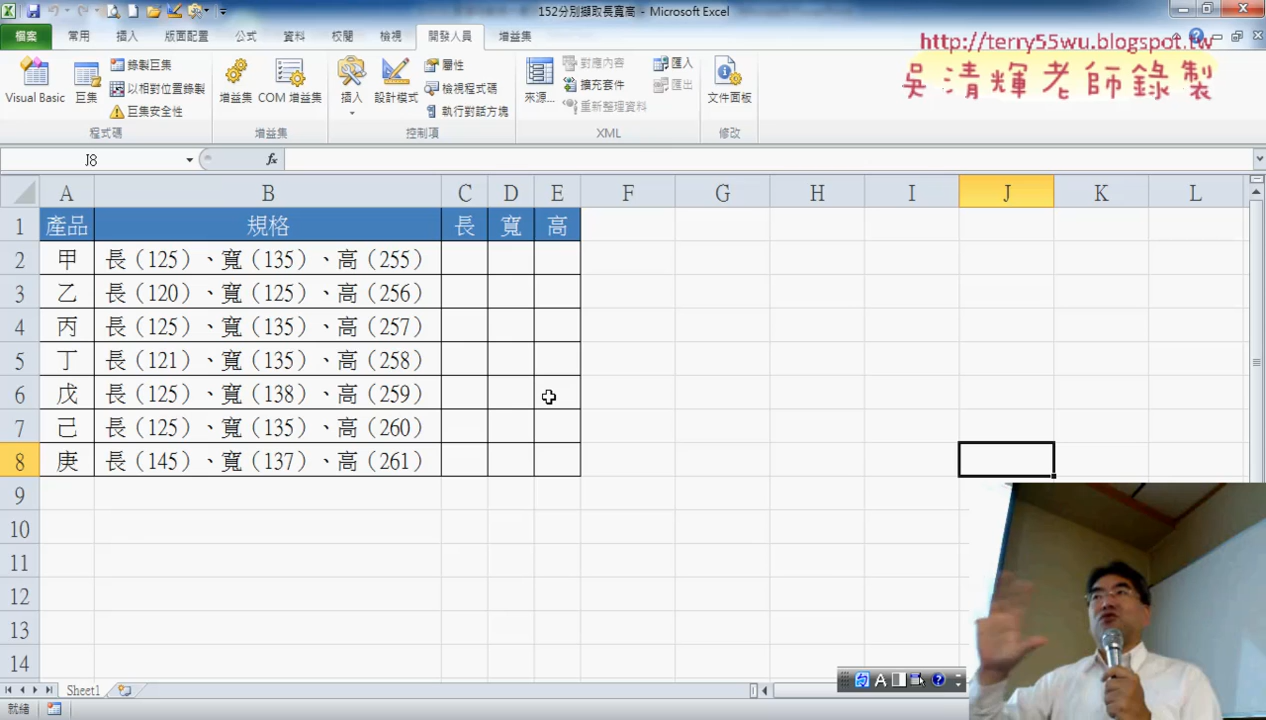 152分別擷取長寬高 - Microsoft Excel
檔案 常用 插入 版面配置 公式 資料 校閱 檢視 開發人員 增益集
http://terry55wu.blogspot.tw
吳清輝老師錄製
Visual Basic 巨集 錄製巨集 以相對位置錄製 巨集安全性 增益集 COM 增益集 插入 設計模式 屬性 檢視程式碼 執行對話方塊 來源... 對應內容 擴充套件 重新整理資料 匯入 匯出 文件面板
程式碼 增益集 控制項 XML 修改
J8 fx
A B C D E F G H I J K L
1 產品 規格 長 寬 高
2 甲 長（125）、寬（135）、高（255）
3 乙 長（120）、寬（125）、高（256）
4 丙 長（125）、寬（135）、高（257）
5 丁 長（121）、寬（135）、高（258）
6 戊 長（125）、寬（138）、高（259）
7 己 長（125）、寬（135）、高（260）
8 庚 長（145）、寬（137）、高（261）
9
10
11
12
13
14
Sheet1
A
就緒